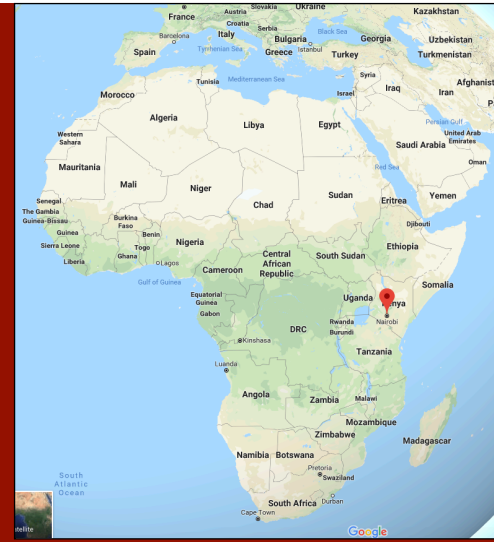 Slovakia
Ukraine
Kazakhstan
Austria
France
Croatia
Serbia
Italy
Barcelona
Bulgaria
Black Sea
Georgia
Uzbekistan
Spain
Tyrrhenian Sea
Greece
Istanbul
Turkey
Turkmenistan
Tunisia
Mediterranean Sea
Syria
Afghanist
Morocco
Israel
Iraq
Iran
Algeria
Libya
Egypt
Persian Gulf
Western
Sahara
Saudi Arabia
United Arab
Emirates
Mauritania
Red Sea
Oman
Mali
Niger
Chad
Sudan
Eritrea
Yemen
Senegal
The Gambia
Guinea-Bissau
Burkina
Faso
Djibouti
Guinea
Benin
Nigeria
Sierra Leone
Togo
Ghana
Liberia
Lagos
Central
African
Republic
South Sudan
Ethiopia
Cameroon
Gulf of Guinea
Somalia
Equatorial
Guinea
Gabon
Uganda
nya
Nairobi
DRC
Rwanda
Burundi
Kinshasa
Tanzania
Luanda
Angola
Zambia
Malawi
Mozambique
Zimbabwe
Madagascar
Namibia
Botswana
South
Atlantic
Ocean
Pretoria
Swaziland
South Africa
Durban
Cape Town
tellite
Google